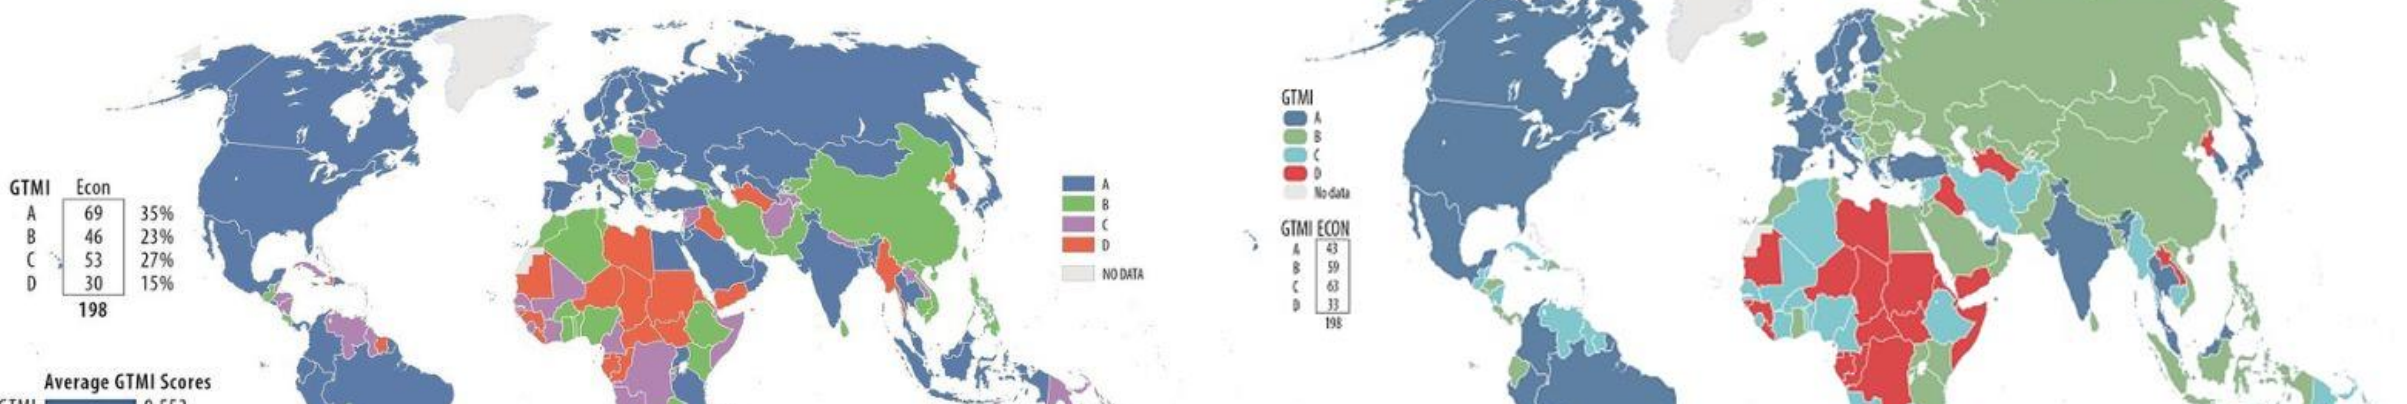 GTMI Econ
A 69 35%
B 46 23%
C 53 27%
D 30 15%
198
Average GTMI Scores
A
B
C
D
NO DATA
GTMI
A
B
C
D
No data
GTMI ECON
A 43
B 59
C 63
D 33
198